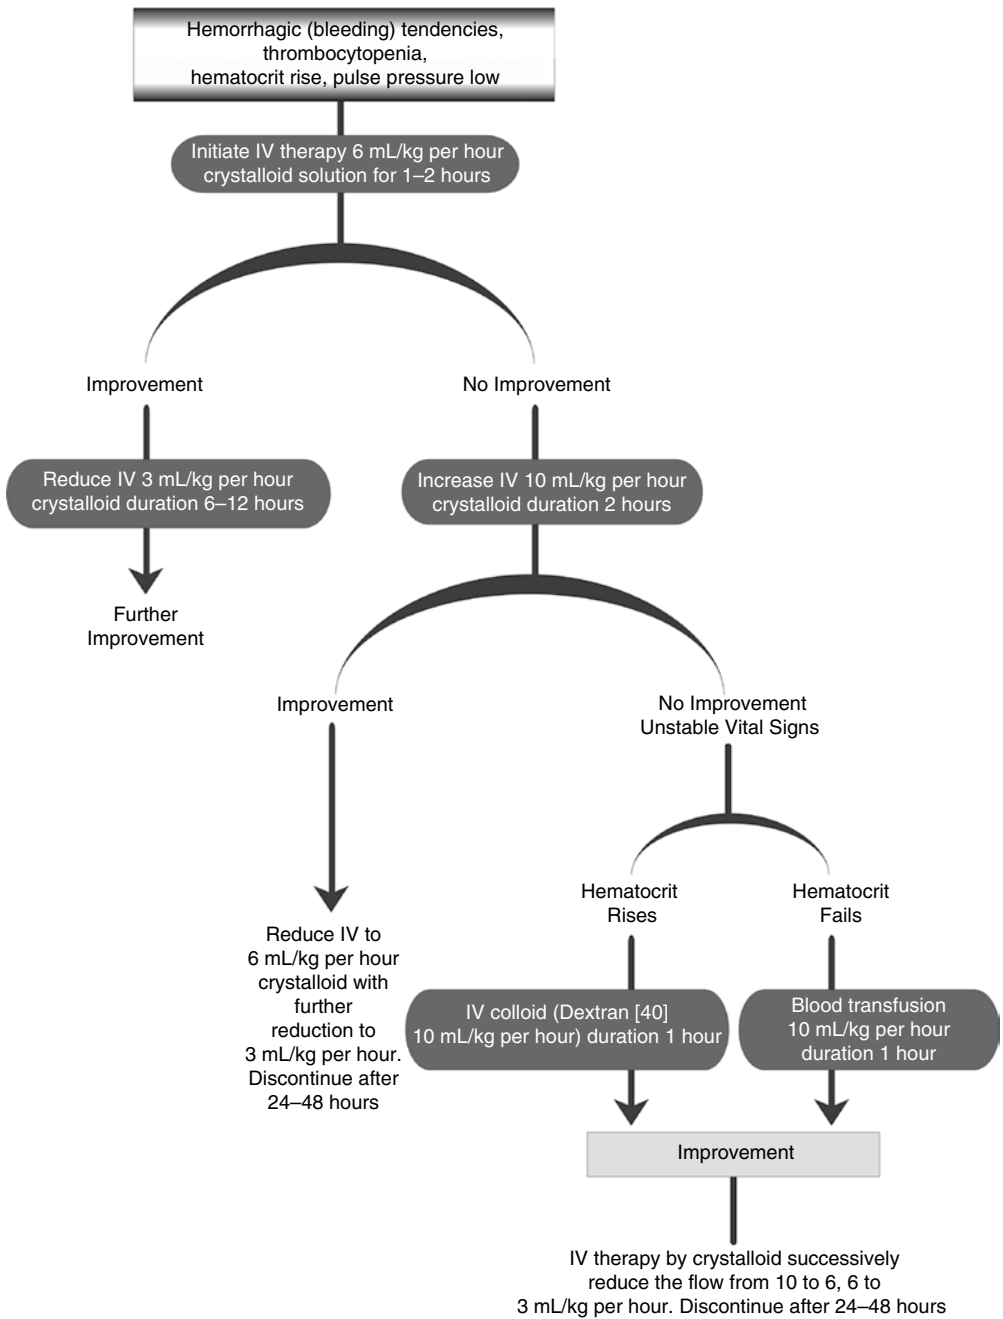 Hemorrhagic (bleeding) tendencies,
thrombocytopenia,
hematocrit rise, pulse pressure low
Initiate IV therapy 6 mL/kg per hour
crystalloid solution for 1–2 hours
Improvement
No Improvement
Reduce IV 3 mL/kg per hour
crystalloid duration 6–12 hours
Increase IV 10 mL/kg per hour
crystalloid duration 2 hours
Further
Improvement
Improvement
No Improvement
Unstable Vital Signs
Hematocrit
Rises
Hematocrit
Fails
Reduce IV to
6 mL/kg per hour
crystalloid with
further
reduction to
3 mL/kg per hour.
Discontinue after
24–48 hours
IV colloid (Dextran [40]
10 mL/kg per hour) duration 1 hour
Blood transfusion
10 mL/kg per hour
duration 1 hour
Improvement
IV therapy by crystalloid successively
reduce the flow from 10 to 6, 6 to
3 mL/kg per hour. Discontinue after 24–48 hours